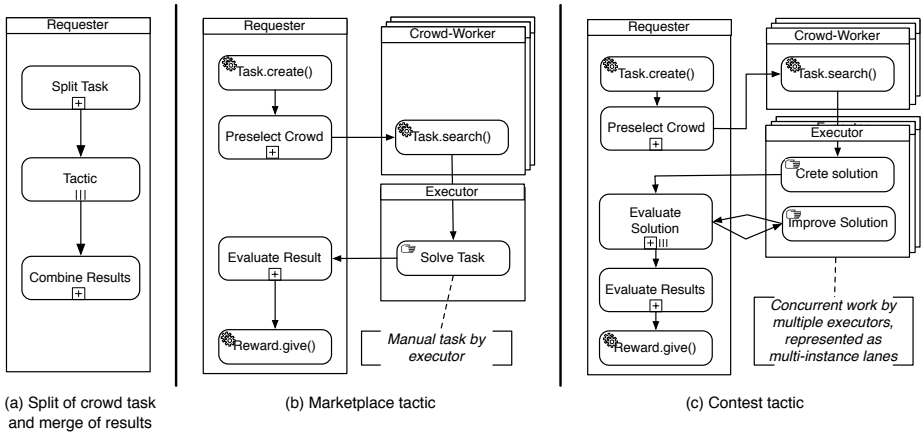 Requester
Split Task
Tactic
Combine Results
(a) Split of crowd task
and merge of results
Requester
Task.create()
Preselect Crowd
Evaluate Result
Reward.give()
Crowd-Worker
Task.search()
Executor
Solve Task
Manual task by
executor
(b) Marketplace tactic
Requester
Task.create()
Preselect Crowd
Evaluate
Solution
Evaluate Results
Reward.give()
Crowd-Worker
Task.search()
Executor
Crete solution
Improve Solution
Concurrent work by
multiple executors,
represented as
multi-instance lanes
(c) Contest tactic